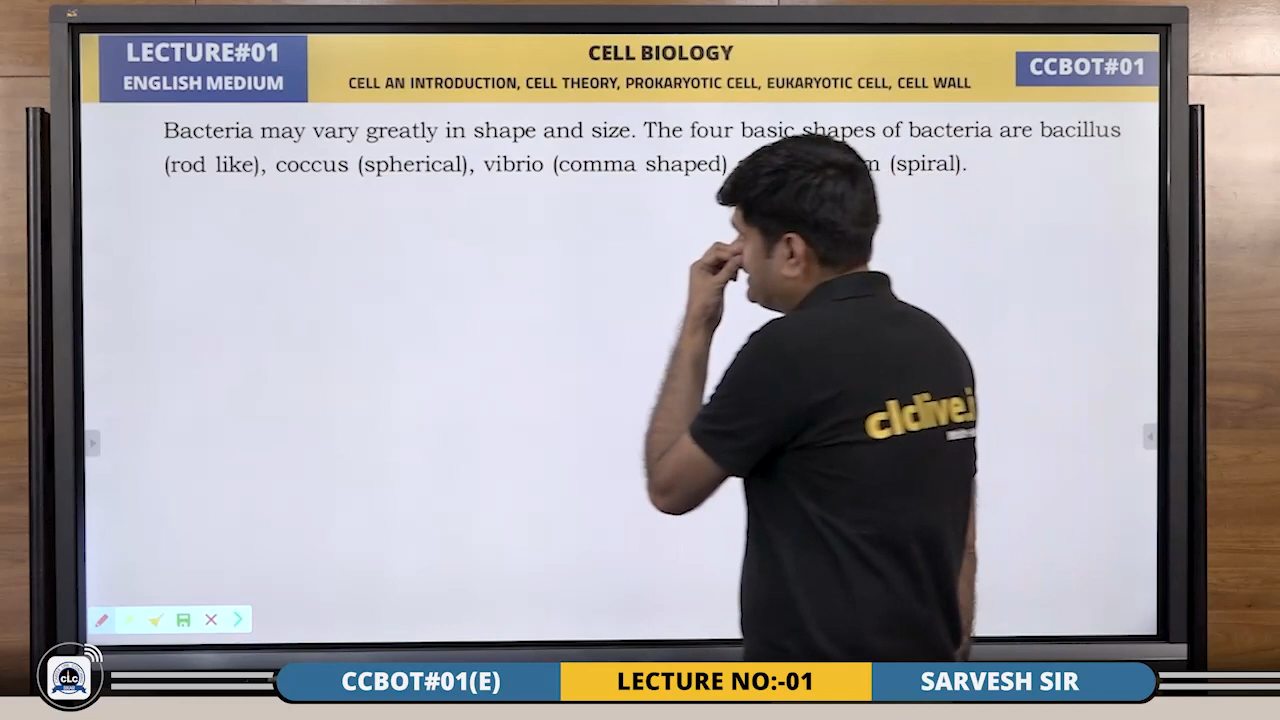 LECTURE#01
ENGLISH MEDIUM
CELL BIOLOGY
CELL AN INTRODUCTION, CELL THEORY, PROKARYOTIC CELL, EUKARYOTIC CELL, CELL WALL
CCBOT#01
Bacteria may vary greatly in shape and size. The four basic shapes of bacteria are bacillus
(rod like), coccus (spherical), vibrio (comma shaped) (spiral).
clclive.i
CLC
CCBOT#01(E)
LECTURE NO:-01
SARVESH SIR